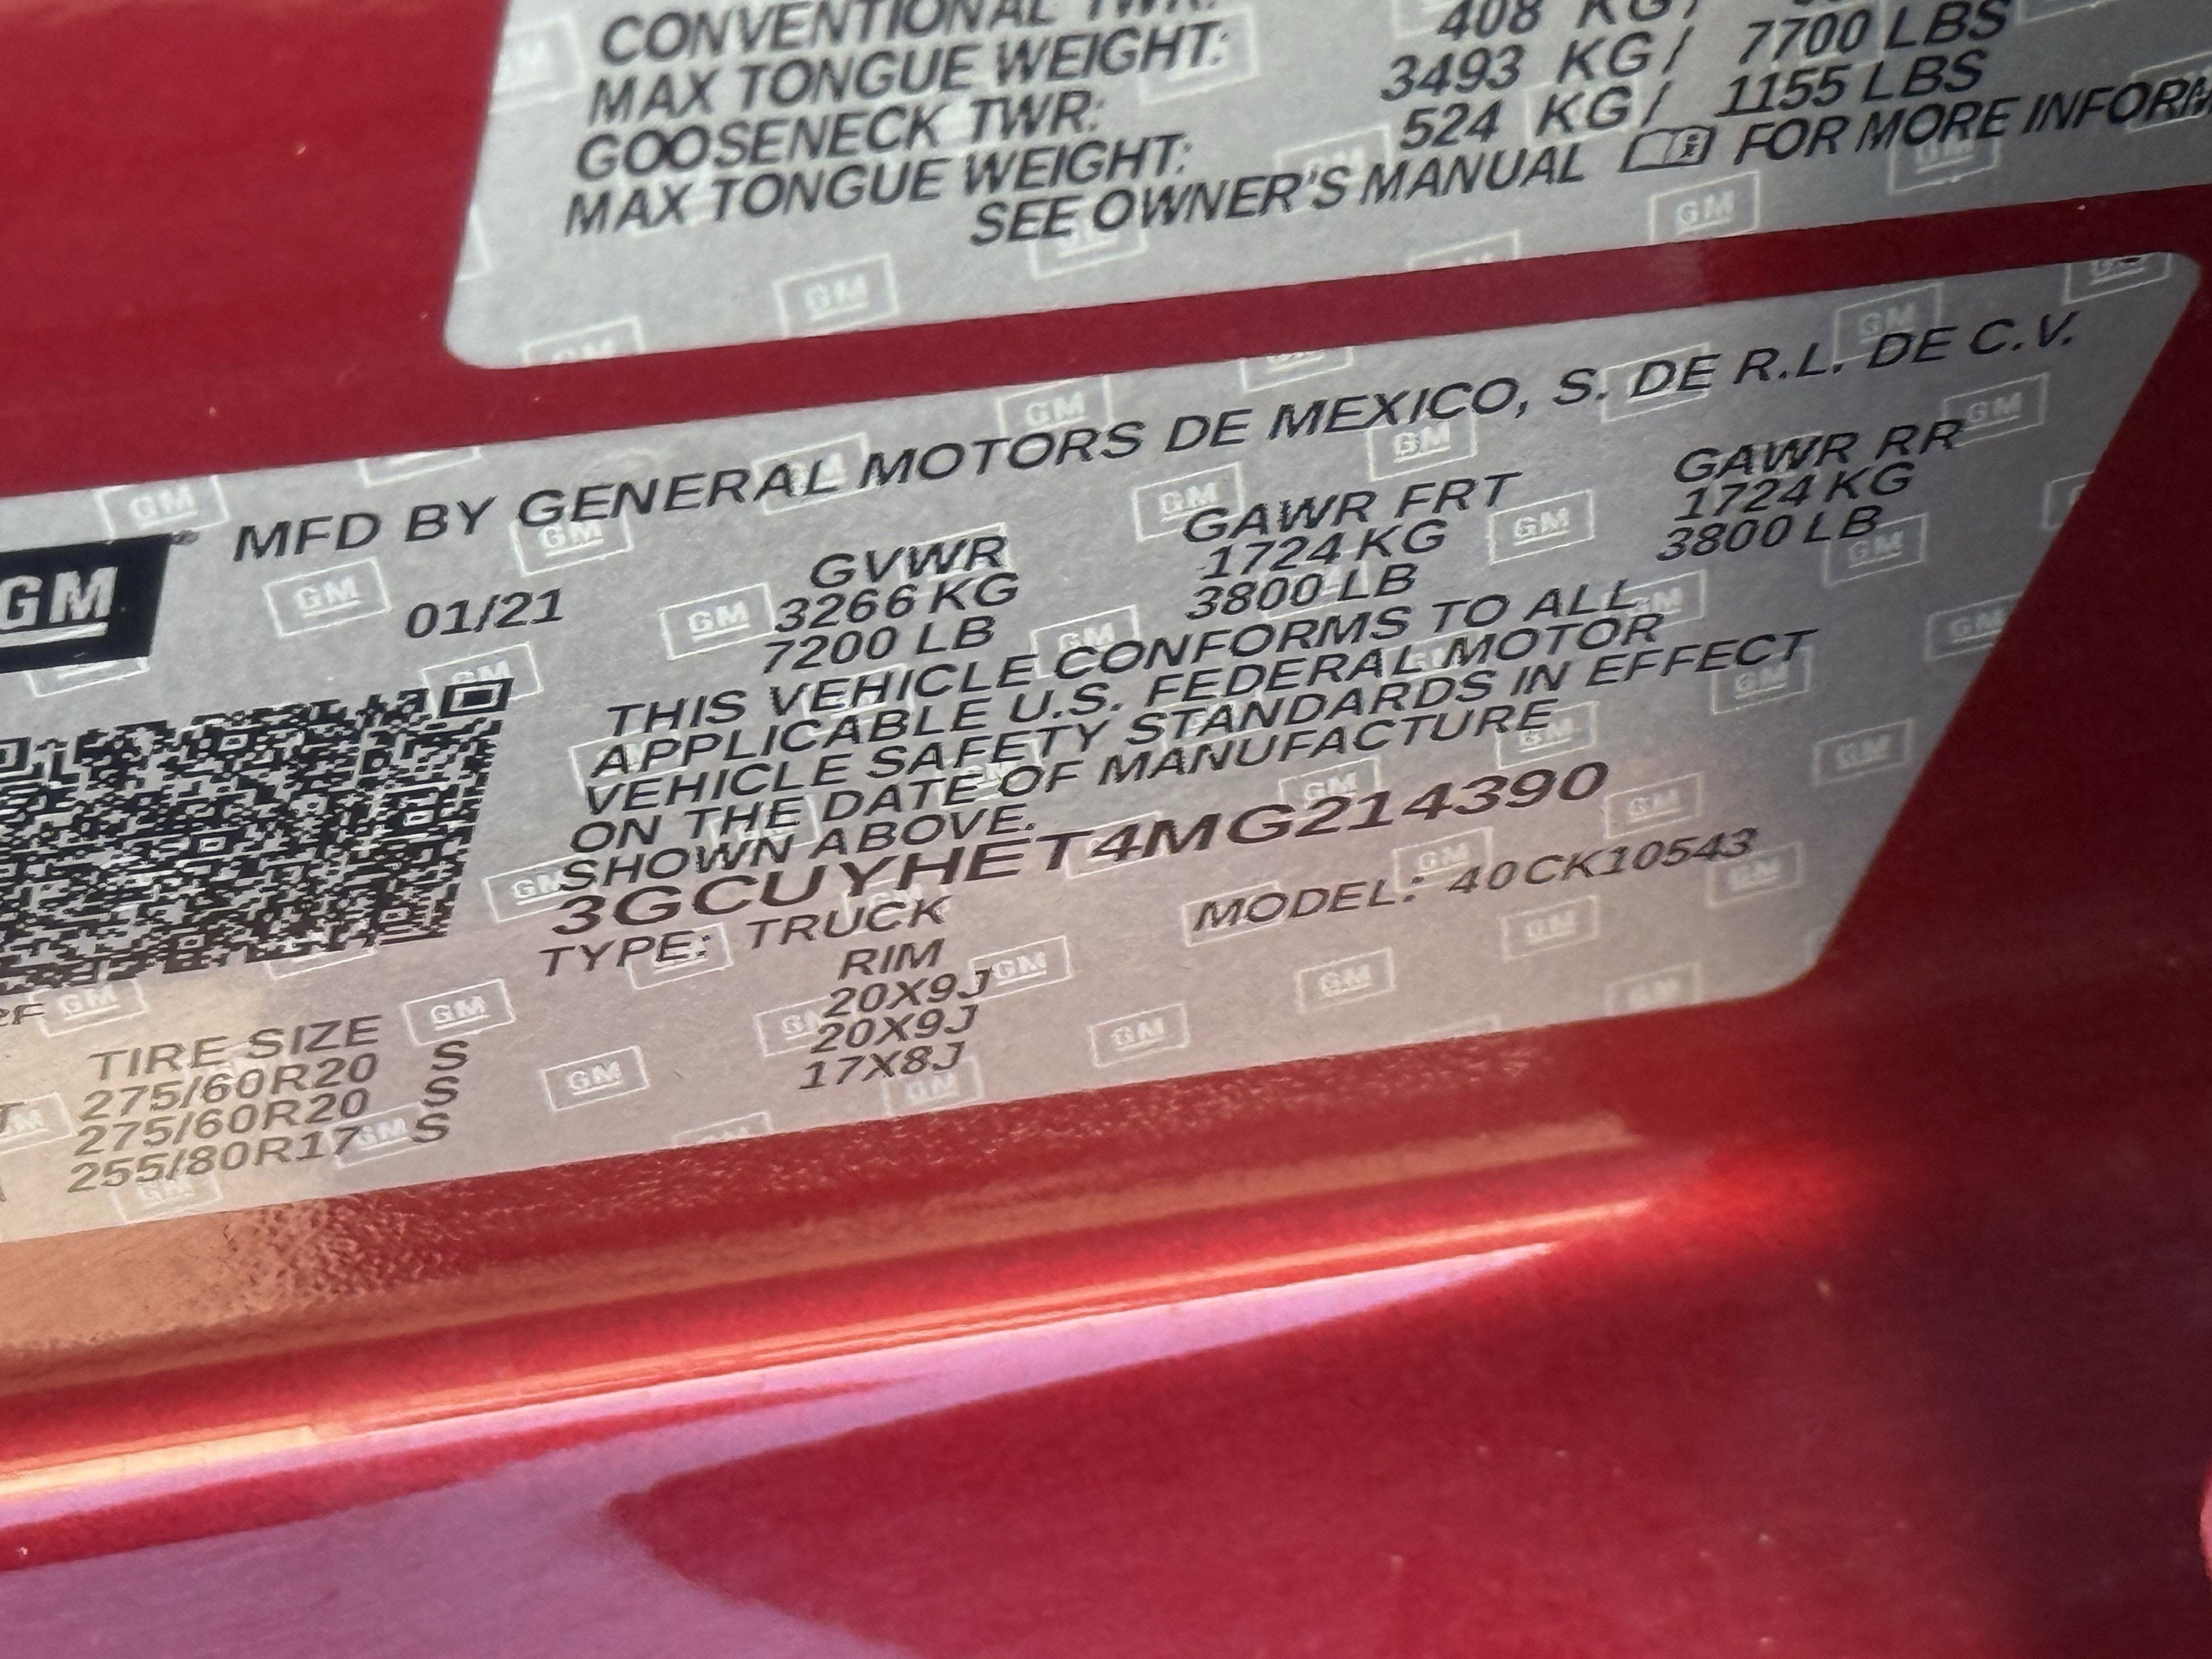 CONVENTIONAL TWR:
MAX TONGUE WEIGHT: 408 KG/
GOOSENECK TWR: 3493 KG/ 7700 LBS
MAX TONGUE WEIGHT: 524 KG/ 1155 LBS
SEE OWNER'S MANUAL FOR MORE INFORM
GM
MFD BY GENERAL MOTORS DE MEXICO, S. DE R.L. DE C.V.
01/21 GVWR GAWR FRT GAWR RR
3266 KG 1724 KG 1724 KG
7200 LB 3800 LB 3800 LB
THIS VEHICLE CONFORMS TO ALL
APPLICABLE U.S. FEDERAL MOTOR
VEHICLE SAFETY STANDARDS IN EFFECT
ON THE DATE OF MANUFACTURE
SHOWN ABOVE.
3GCUYHET4MG214390
TYPE: TRUCK MODEL: 40CK10543
TIRE SIZE RIM
275/60R20 S 20X9J
275/60R20 S 20X9J
255/80R17 S 17X8J